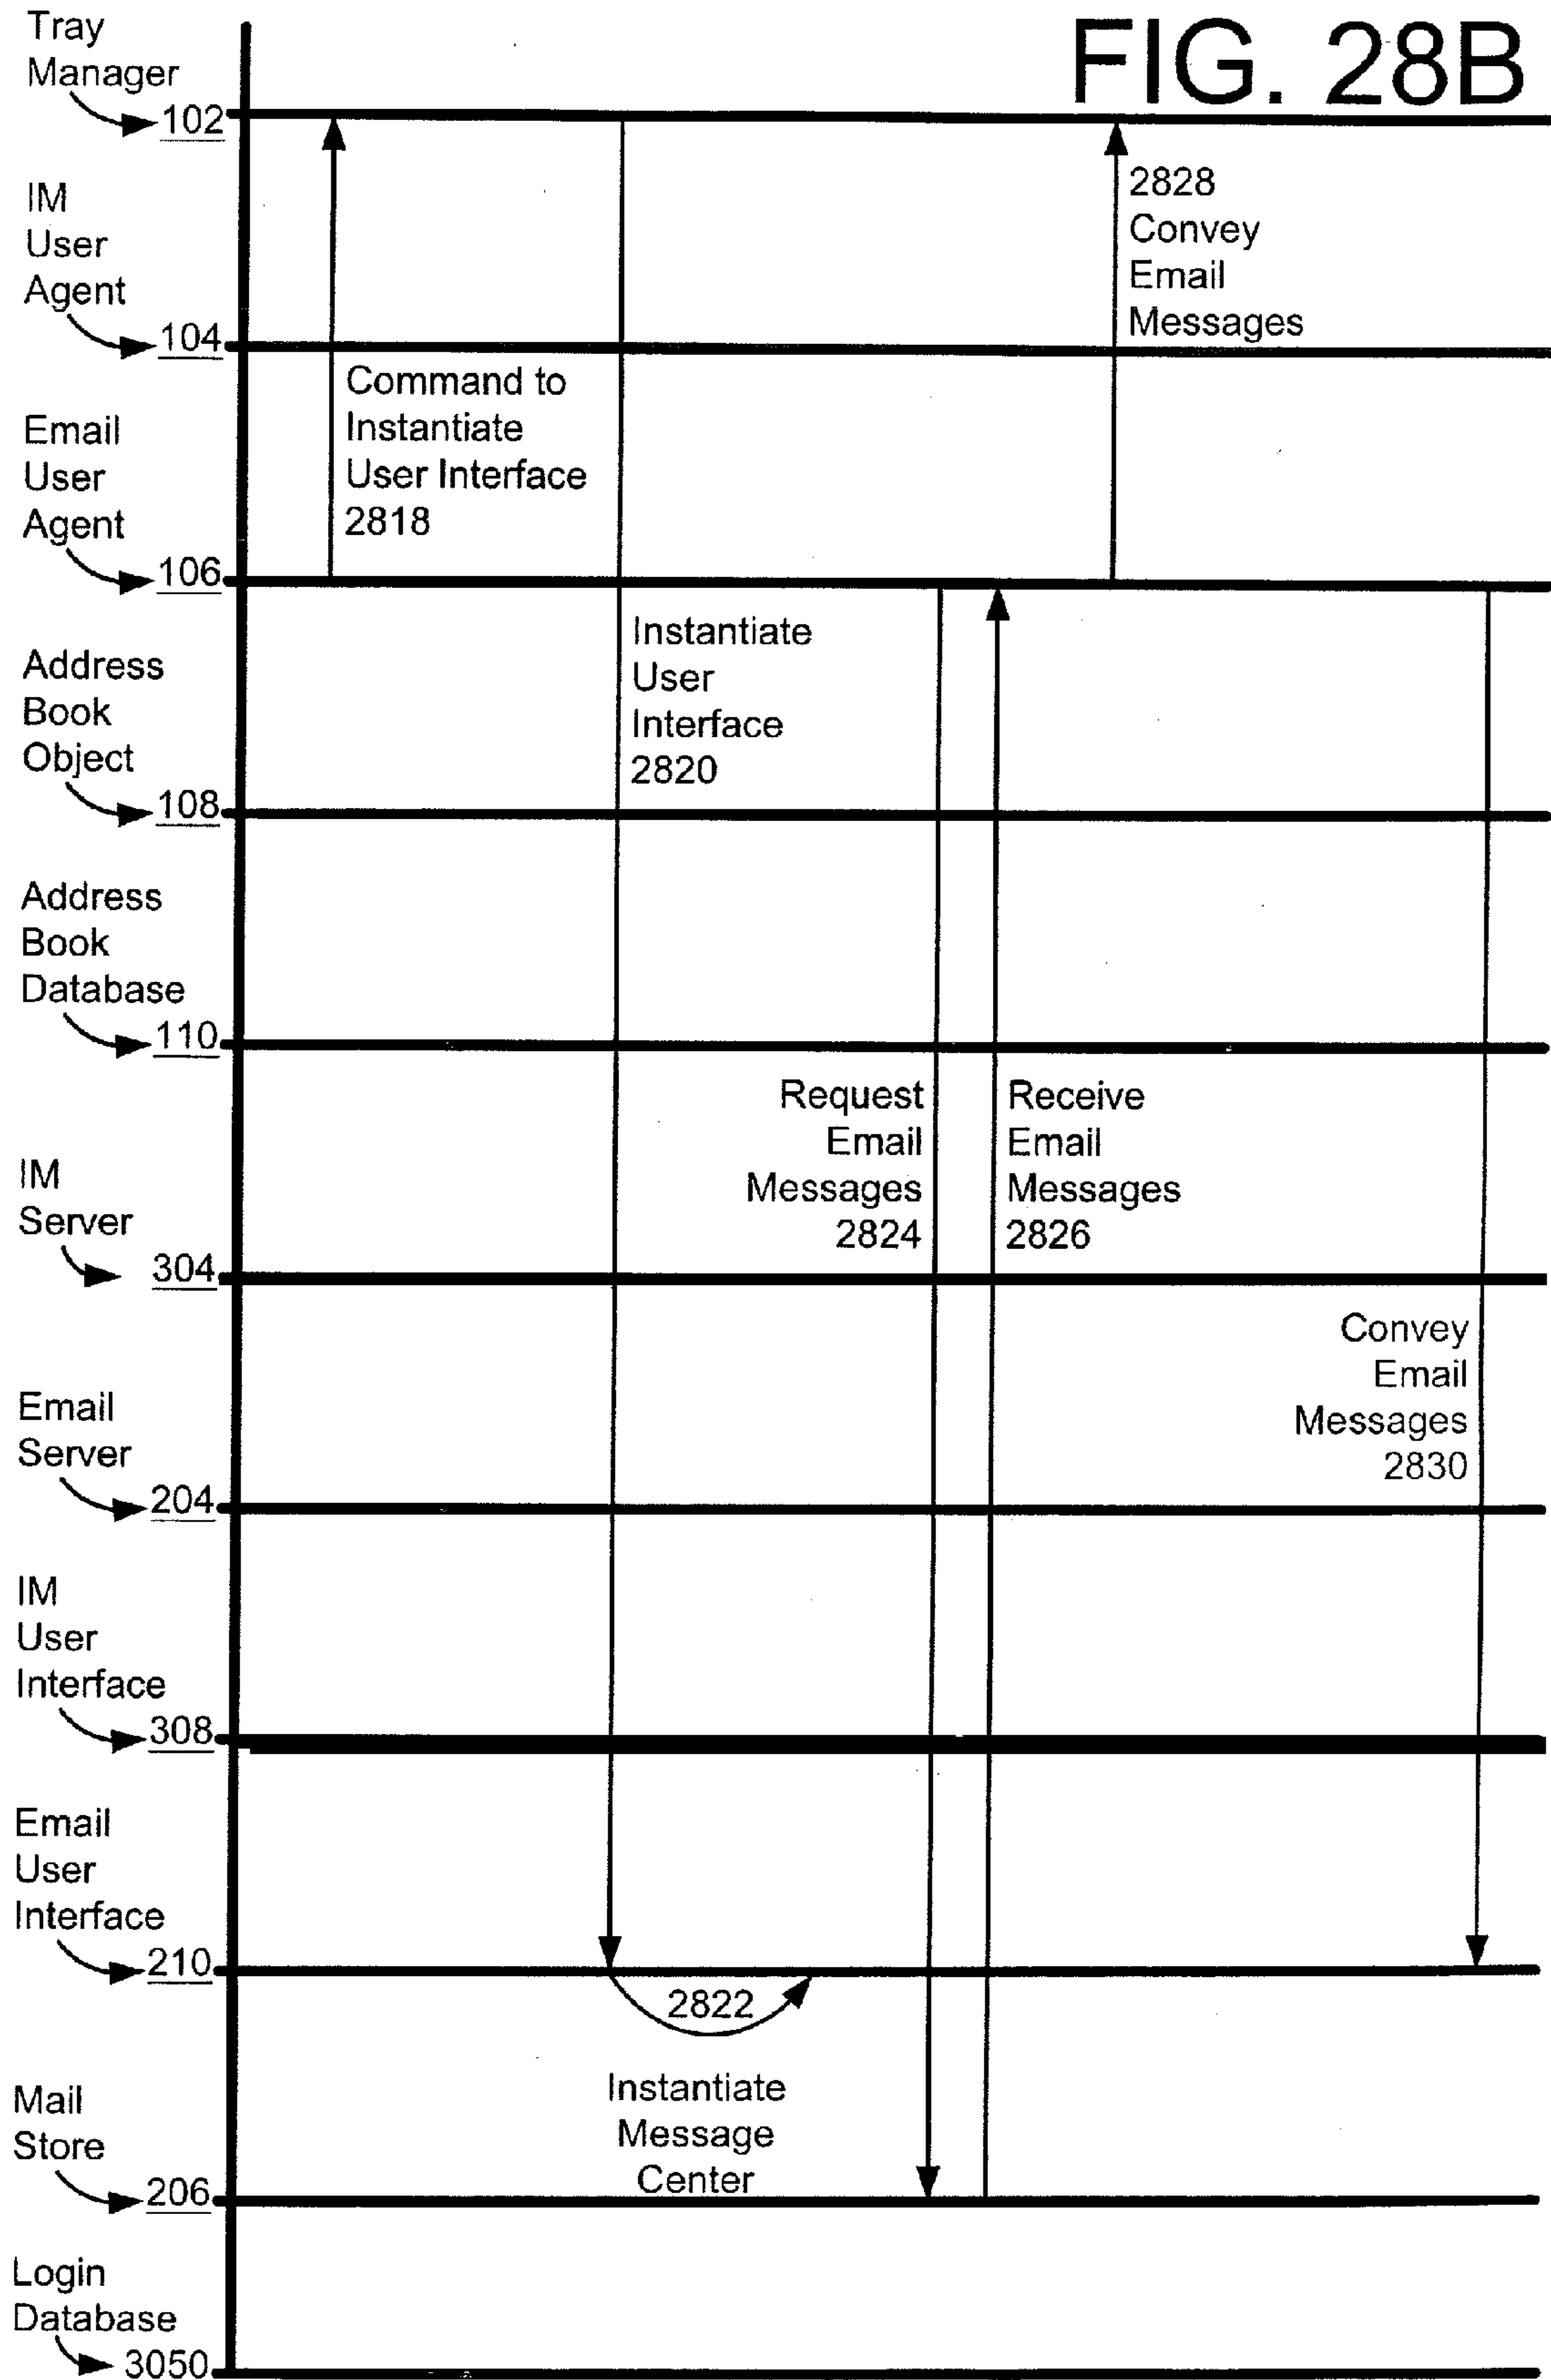 FIG. 28B
Tray
Manager
102
2828
Convey
Email
Messages
IM
User
Agent
104
Command to
Instantiate
User Interface
2818
Email
User
Agent
106
Instantiate
User
Interface
2820
Address
Book
Object
108
Address
Book
Database
110
Request
Email
Messages
2824
Receive
Email
Messages
2826
IM
Server
304
Convey
Email
Messages
2830
Email
Server
204
IM
User
Interface
308
Email
User
Interface
210
2822
Instantiate
Message
Center
Mail
Store
206
Login
Database
3050